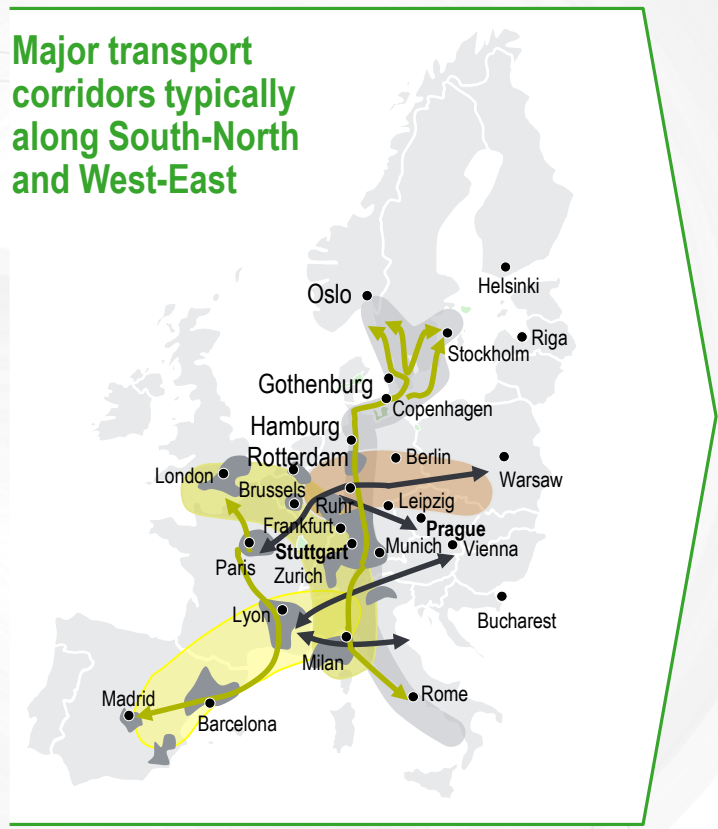 Major transport
corridors typically
along South-North
and West-East
Helsinki
Oslo
Riga
Stockholm
Gothenburg
Copenhagen
Hamburg
Rotterdam
Berlin
London
Warsaw
Brussels
Ruhr
Leipzig
Frankfurt
Prague
Stuttgart
Munich
Vienna
Paris
Zurich
Lyon
Bucharest
Milan
Madrid
Rome
Barcelona